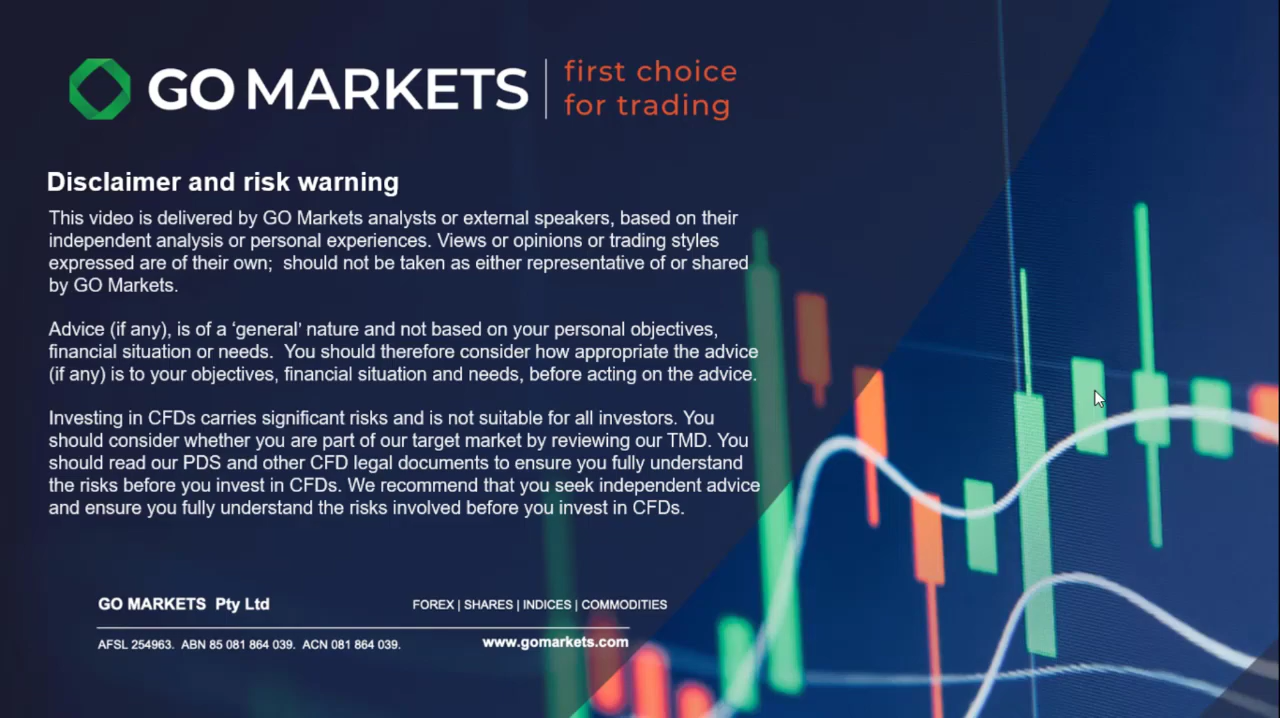 GO MARKETS
first choice
for trading
Disclaimer and risk warning
This video is delivered by GO Markets analysts or external speakers, based on their
independent analysis or personal experiences. Views or opinions or trading styles
expressed are of their own;  should not be taken as either representative of or shared
by GO Markets.
Advice (if any), is of a ‘general’ nature and not based on your personal objectives,
financial situation or needs.  You should therefore consider how appropriate the advice
(if any) is to your objectives, financial situation and needs, before acting on the advice.
Investing in CFDs carries significant risks and is not suitable for all investors. You
should consider whether you are part of our target market by reviewing our TMD. You
should read our PDS and other CFD legal documents to ensure you fully understand
the risks before you invest in CFDs. We recommend that you seek independent advice
and ensure you fully understand the risks involved before you invest in CFDs.
GO MARKETS  Pty Ltd
FOREX | SHARES | INDICES | COMMODITIES
AFSL 254963.  ABN 85 081 864 039.  ACN 081 864 039.
www.gomarkets.com